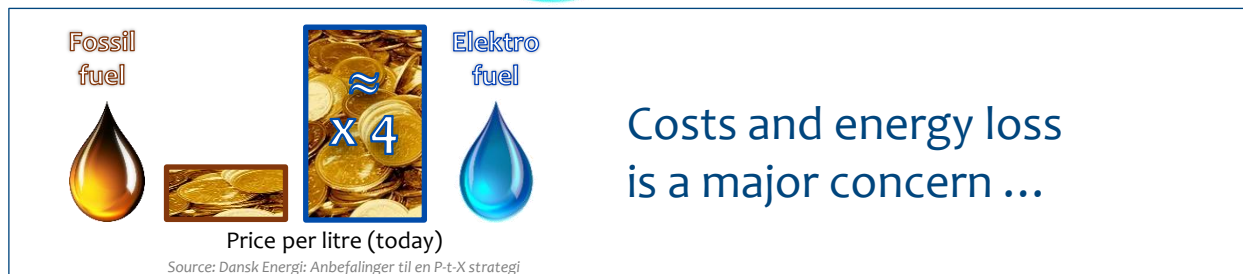 Fossil
fuel
≈
x 4
Elektro
fuel
Price per litre (today)
Source: Dansk Energi: Anbefalinger til en P-t-X strategi
Costs and energy loss
is a major concern ...